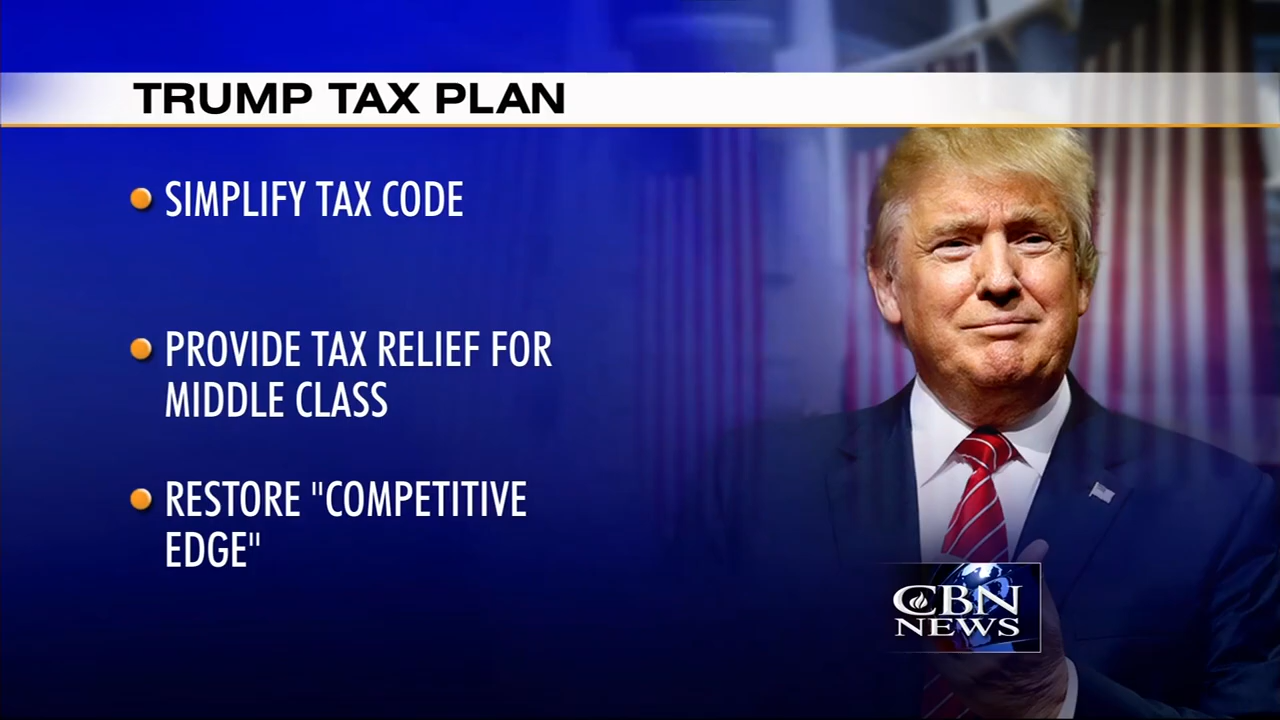 TRUMP TAX PLAN
SIMPLIFY TAX CODE
PROVIDE TAX RELIEF FOR
MIDDLE CLASS
RESTORE "COMPETITIVE
EDGE"
CBN
NEWS